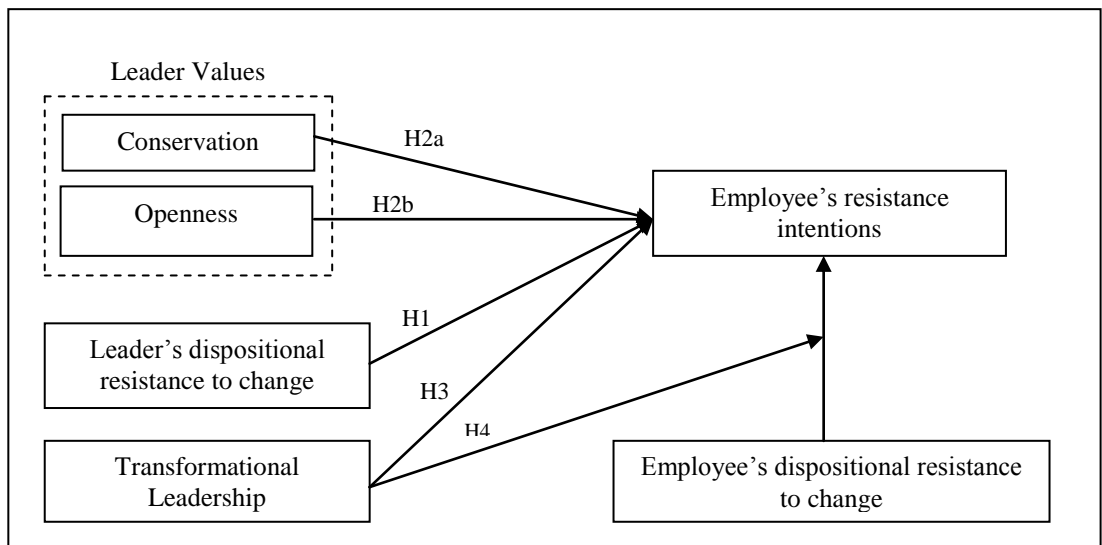 Leader Values
Conservation
H2a
Openness
H2b
Employee’s resistance
intentions
H1
Leader’s dispositional
resistance to change
H3
H4
Transformational
Leadership
Employee’s dispositional resistance
to change